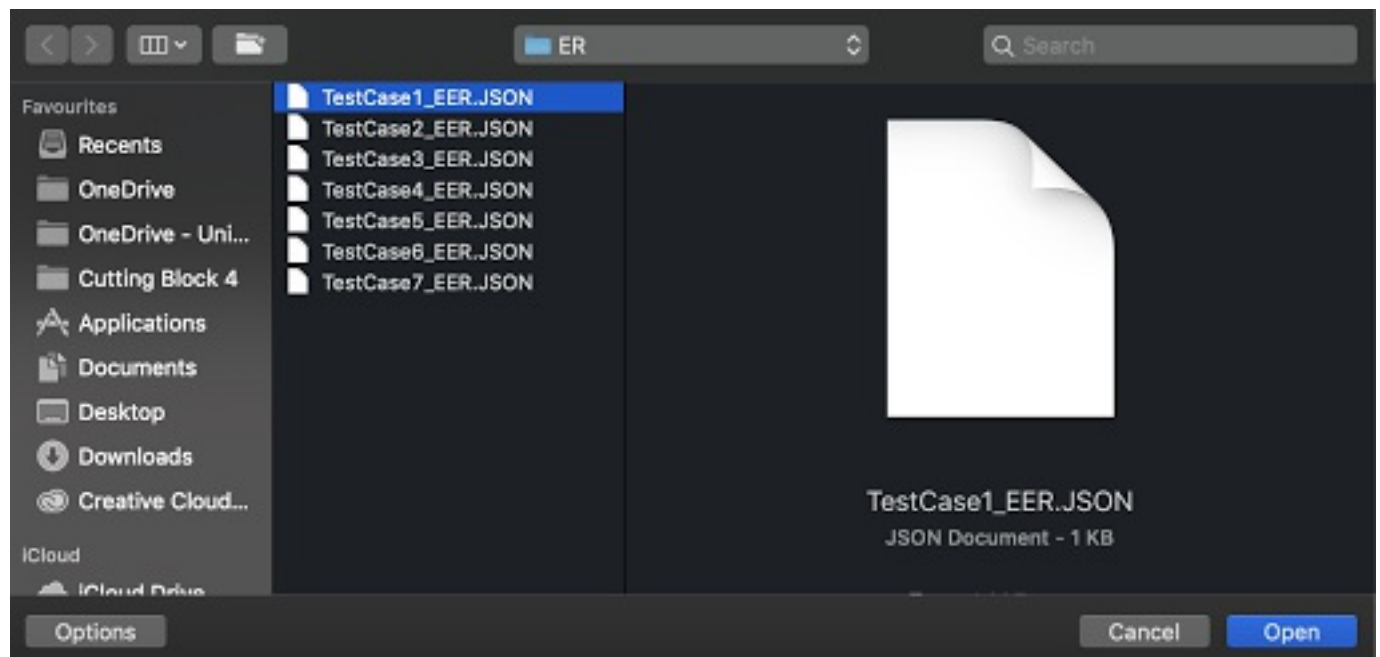 ER
Search
Favourites
Recents
OneDrive
OneDrive - Uni...
Cutting Block 4
Applications
Documents
Desktop
Downloads
Creative Cloud...
iCloud
iCloud Drive
TestCase1_EER.JSON
TestCase2_EER.JSON
TestCase3_EER.JSON
TestCase4_EER.JSON
TestCase5_EER.JSON
TestCase6_EER.JSON
TestCase7_EER.JSON
TestCase1_EER.JSON
JSON Document - 1 KB
Options
Cancel
Open